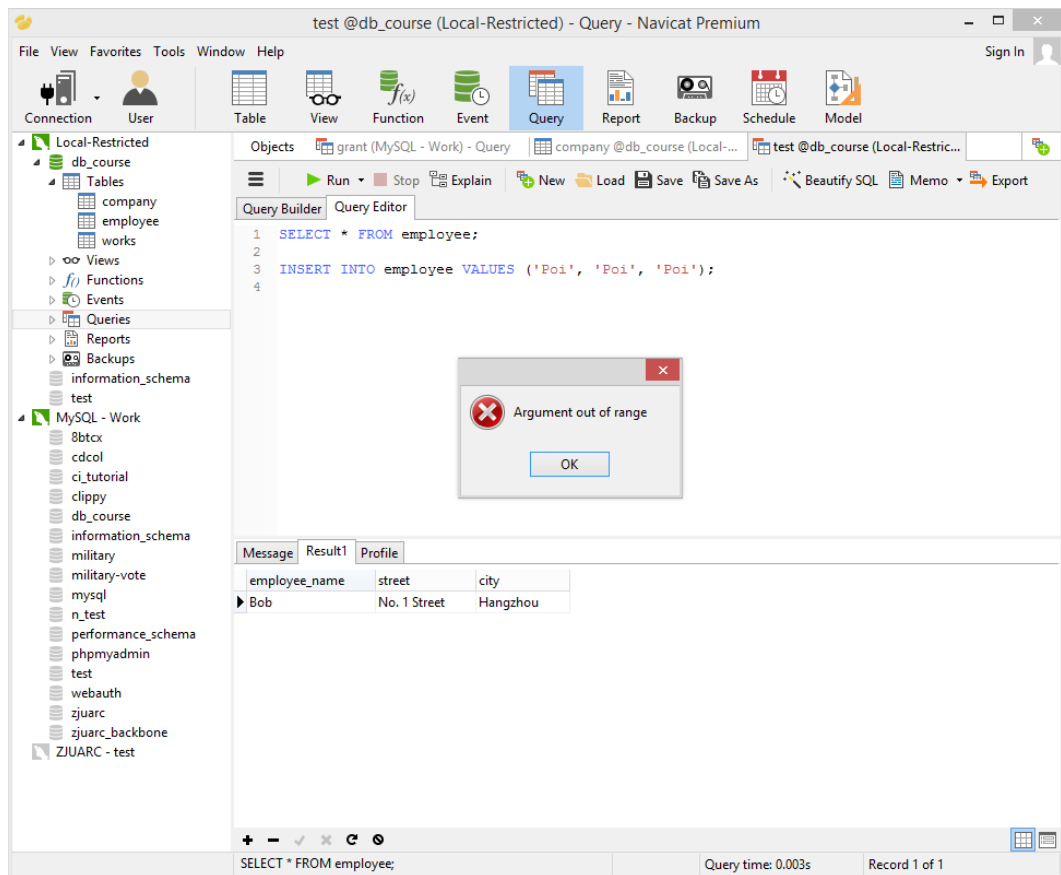 test @db_course (Local-Restricted) - Query - Navicat Premium
File View Favorites Tools Window Help Sign In
Connection User Table View Function Event Query Report Backup Schedule Model
Local-Restricted
db_course
Tables
company
employee
works
Views
Functions
Events
Queries
Reports
Backups
information_schema
test
MySQL - Work
8btcx
cdcol
ci_tutorial
clippy
db_course
information_schema
military
military-vote
mysql
n_test
performance_schema
phpmyadmin
test
webauth
zjuarc
zjuarc_backbone
ZJUARC - test
Objects grant (MySQL - Work) - Query company @db_course (Local-... test @db_course (Local-Restric...
Run Stop Explain New Load Save Save As Beautify SQL Memo Export
Query Builder Query Editor
1 SELECT * FROM employee;
2
3 INSERT INTO employee VALUES ('Poi', 'Poi', 'Poi');
4
Argument out of range
OK
Message Result1 Profile
employee_name street city
Bob No. 1 Street Hangzhou
SELECT * FROM employee; Query time: 0.003s Record 1 of 1